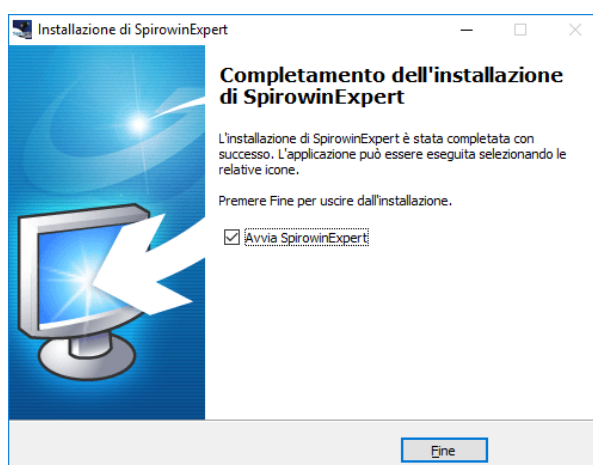 Installazione di SpirowinExpert
Completamento dell'installazione
di SpirowinExpert
L'installazione di SpirowinExpert è stata completata con
successo. L'applicazione può essere eseguita selezionando le
relative icone.
Premere Fine per uscire dall'installazione.
Avvia SpirowinExpert
Fine